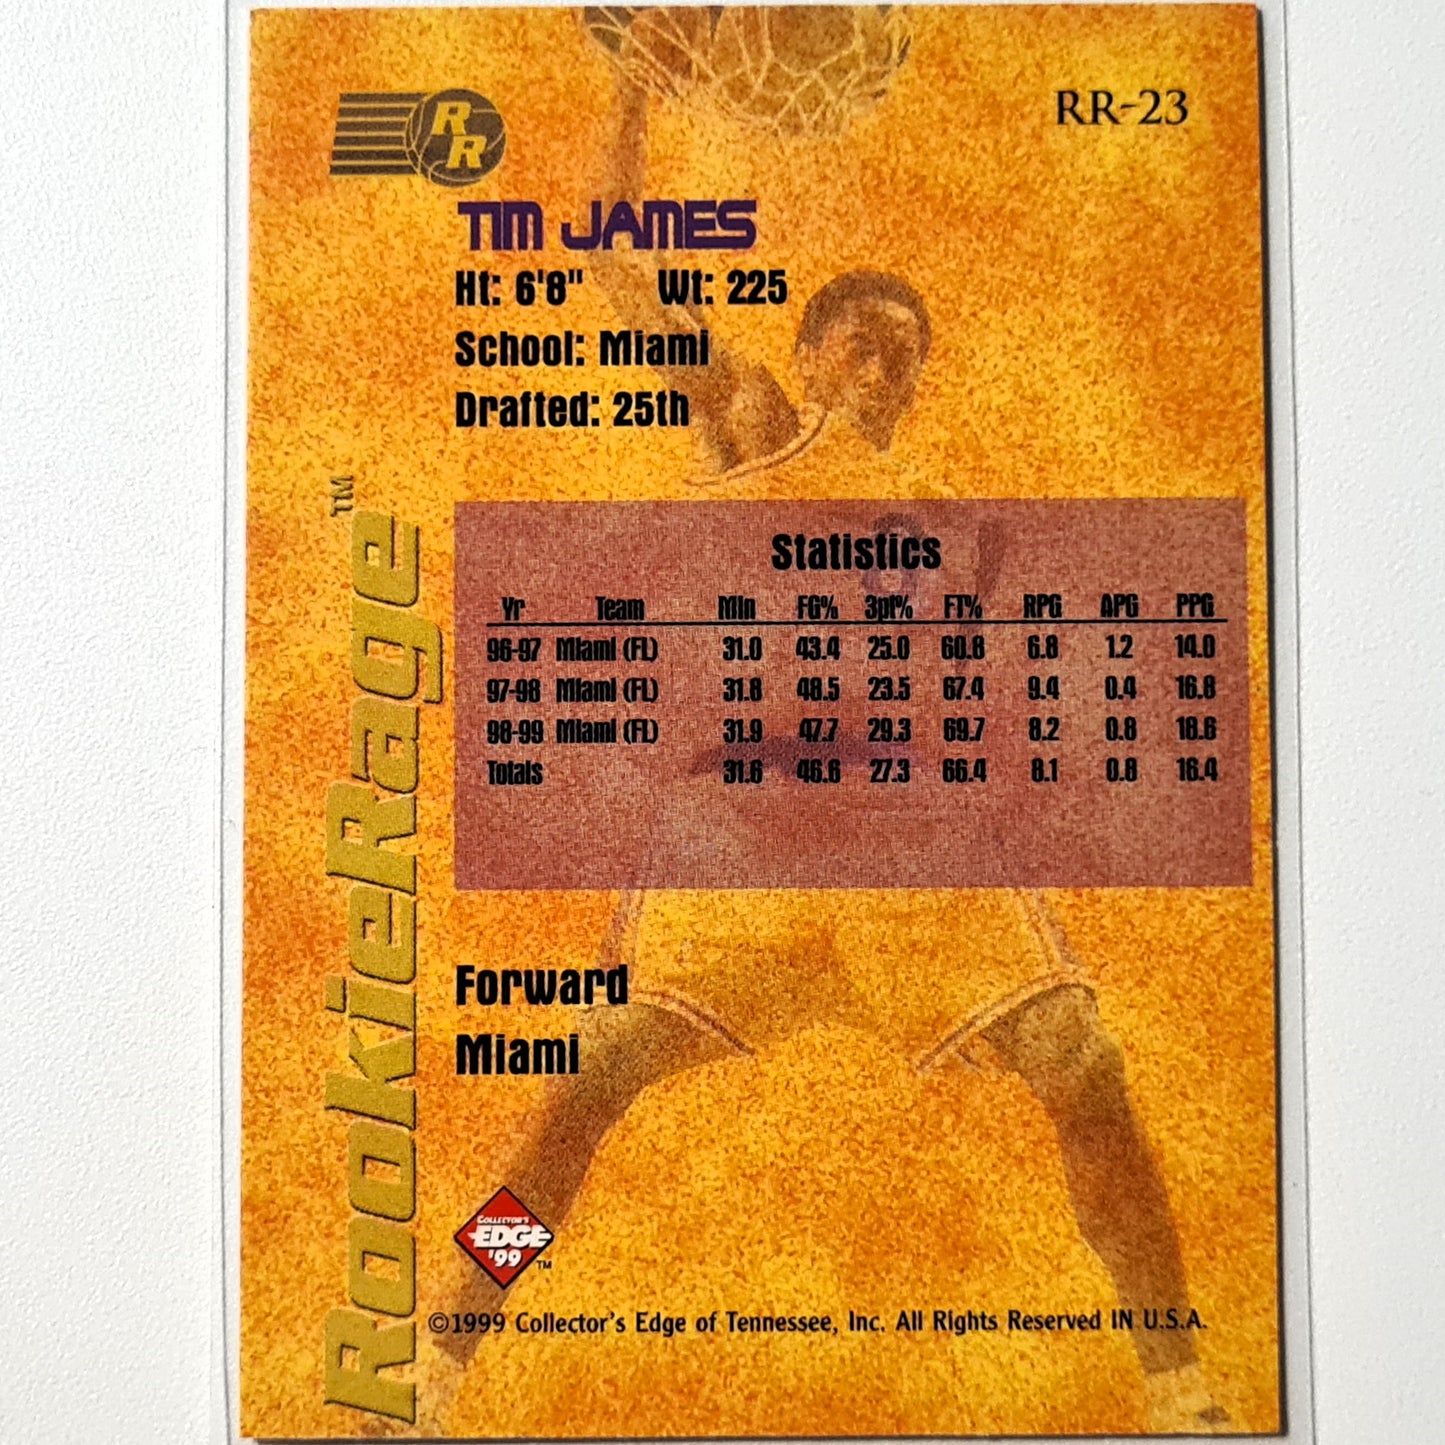 RR
RR-23
TIM JAMES
Ht: 6'8" Wt: 225
School: Miami
Drafted: 25th
RookieRage™
Statistics
Yr Team Min FG% 3pt% FT% RPG APG PPG
96-97 Miami (FL) 31.0 43.4 25.0 60.8 6.8 1.2 14.0
97-98 Miami (FL) 31.8 48.5 23.5 67.4 9.4 0.4 16.8
98-99 Miami (FL) 31.9 47.7 29.3 69.7 8.2 0.8 18.6
Totals 31.6 46.6 27.3 66.4 8.1 0.8 16.4
Forward
Miami
COLLECTOR'S
EDGE
'99 ™
©1999 Collector's Edge of Tennessee, Inc. All Rights Reserved IN U.S.A.